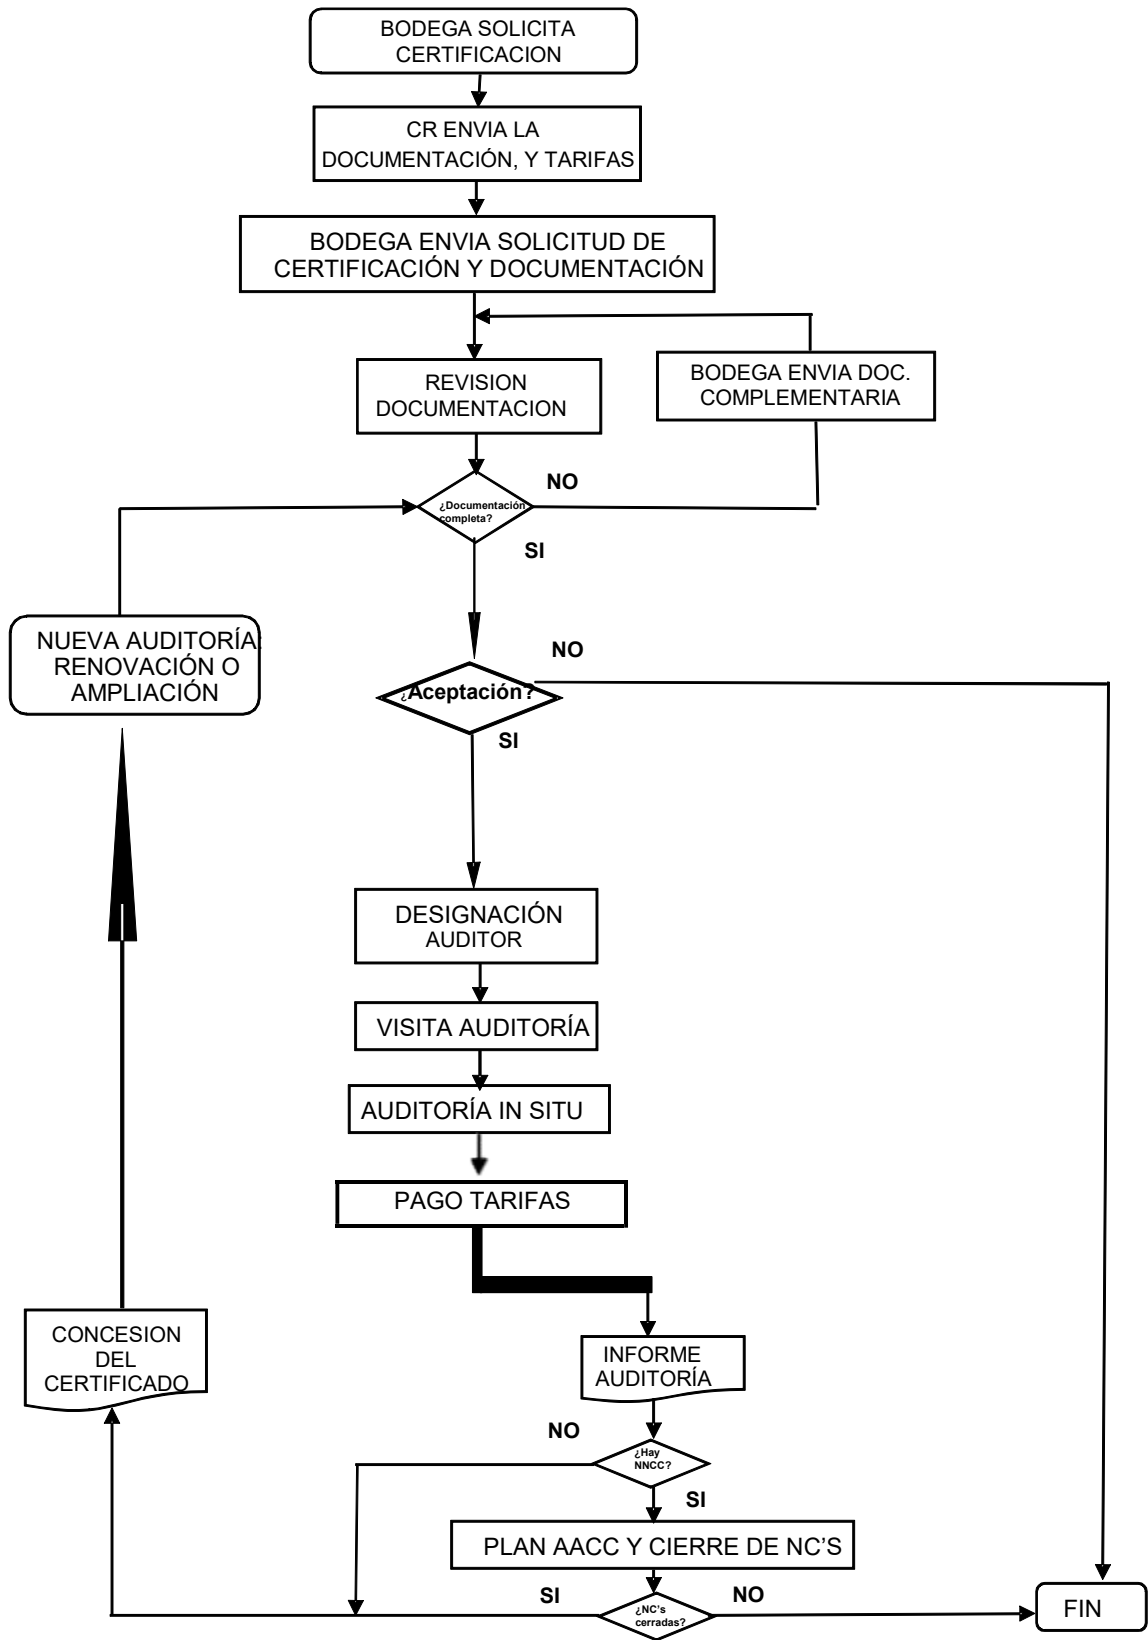 BODEGA SOLICITA
CERTIFICACION
CR ENVIA LA
DOCUMENTACIÓN, Y TARIFAS
BODEGA ENVIA SOLICITUD DE
CERTIFICACIÓN Y DOCUMENTACIÓN
REVISION
DOCUMENTACION
BODEGA ENVIA DOC.
COMPLEMENTARIA
NO
¿Documentación
completa?
SI
NUEVA AUDITORÍA:
RENOVACIÓN O
AMPLIACIÓN
NO
¿Aceptación?
SI
DESIGNACIÓN
AUDITOR
VISITA AUDITORÍA
AUDITORÍA IN SITU
PAGO TARIFAS
CONCESION
DEL
CERTIFICADO
INFORME
AUDITORÍA
NO
¿Hay
NNCC?
SI
PLAN AACC Y CIERRE DE NC'S
SI
NO
¿NC's
cerradas?
FIN